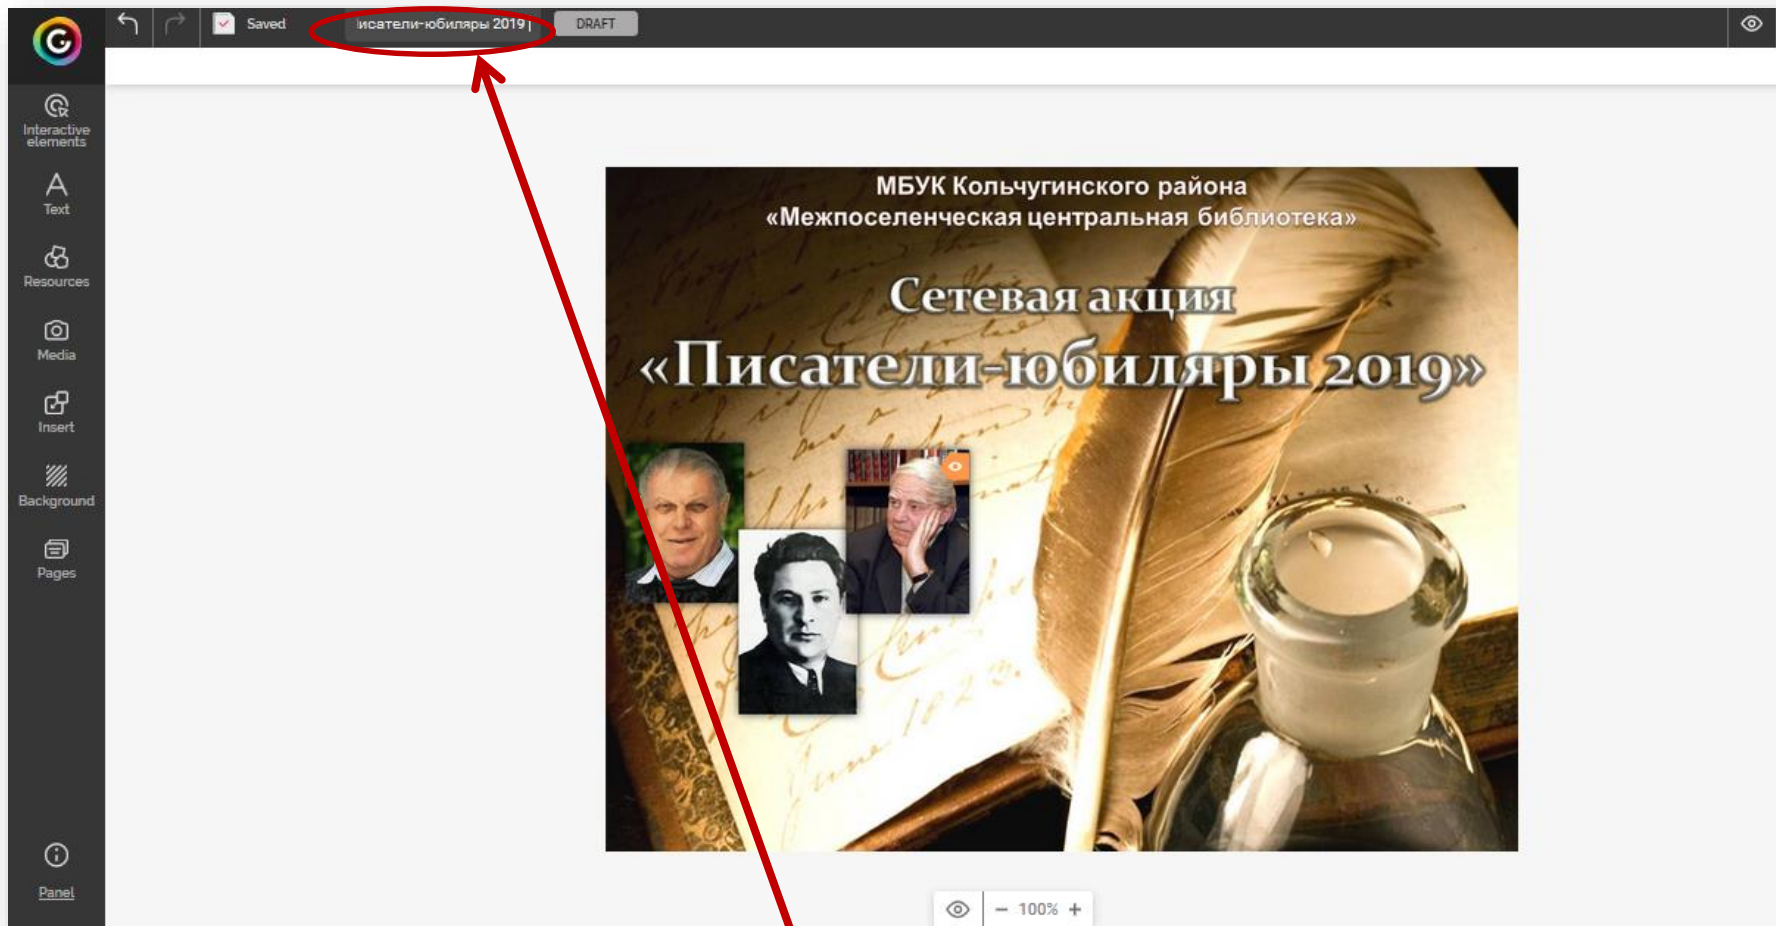 Saved
исатели-юбиляры 2019
DRAFT
Interactive
elements
Text
Resources
Media
Insert
Background
Pages
Panel
МБУК Кольчугинского района
«Межпоселенческая центральная библиотека»
Сетевая акция
«Писатели-юбиляры 2019»
100%